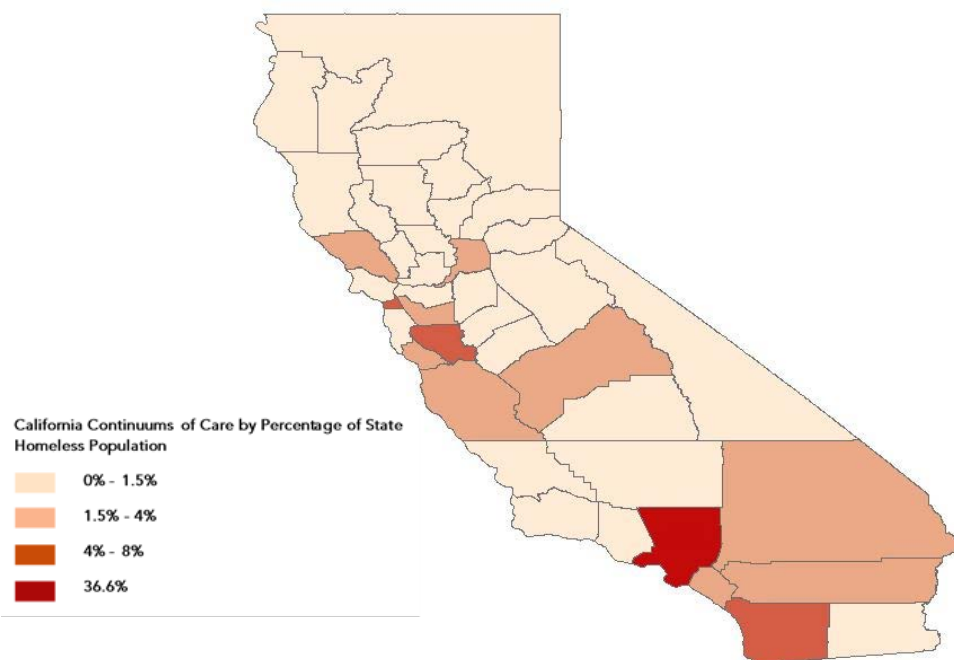 California Continuums of Care by Percentage of State
Homeless Population
0% - 1.5%
1.5% - 4%
4% - 8%
36.6%